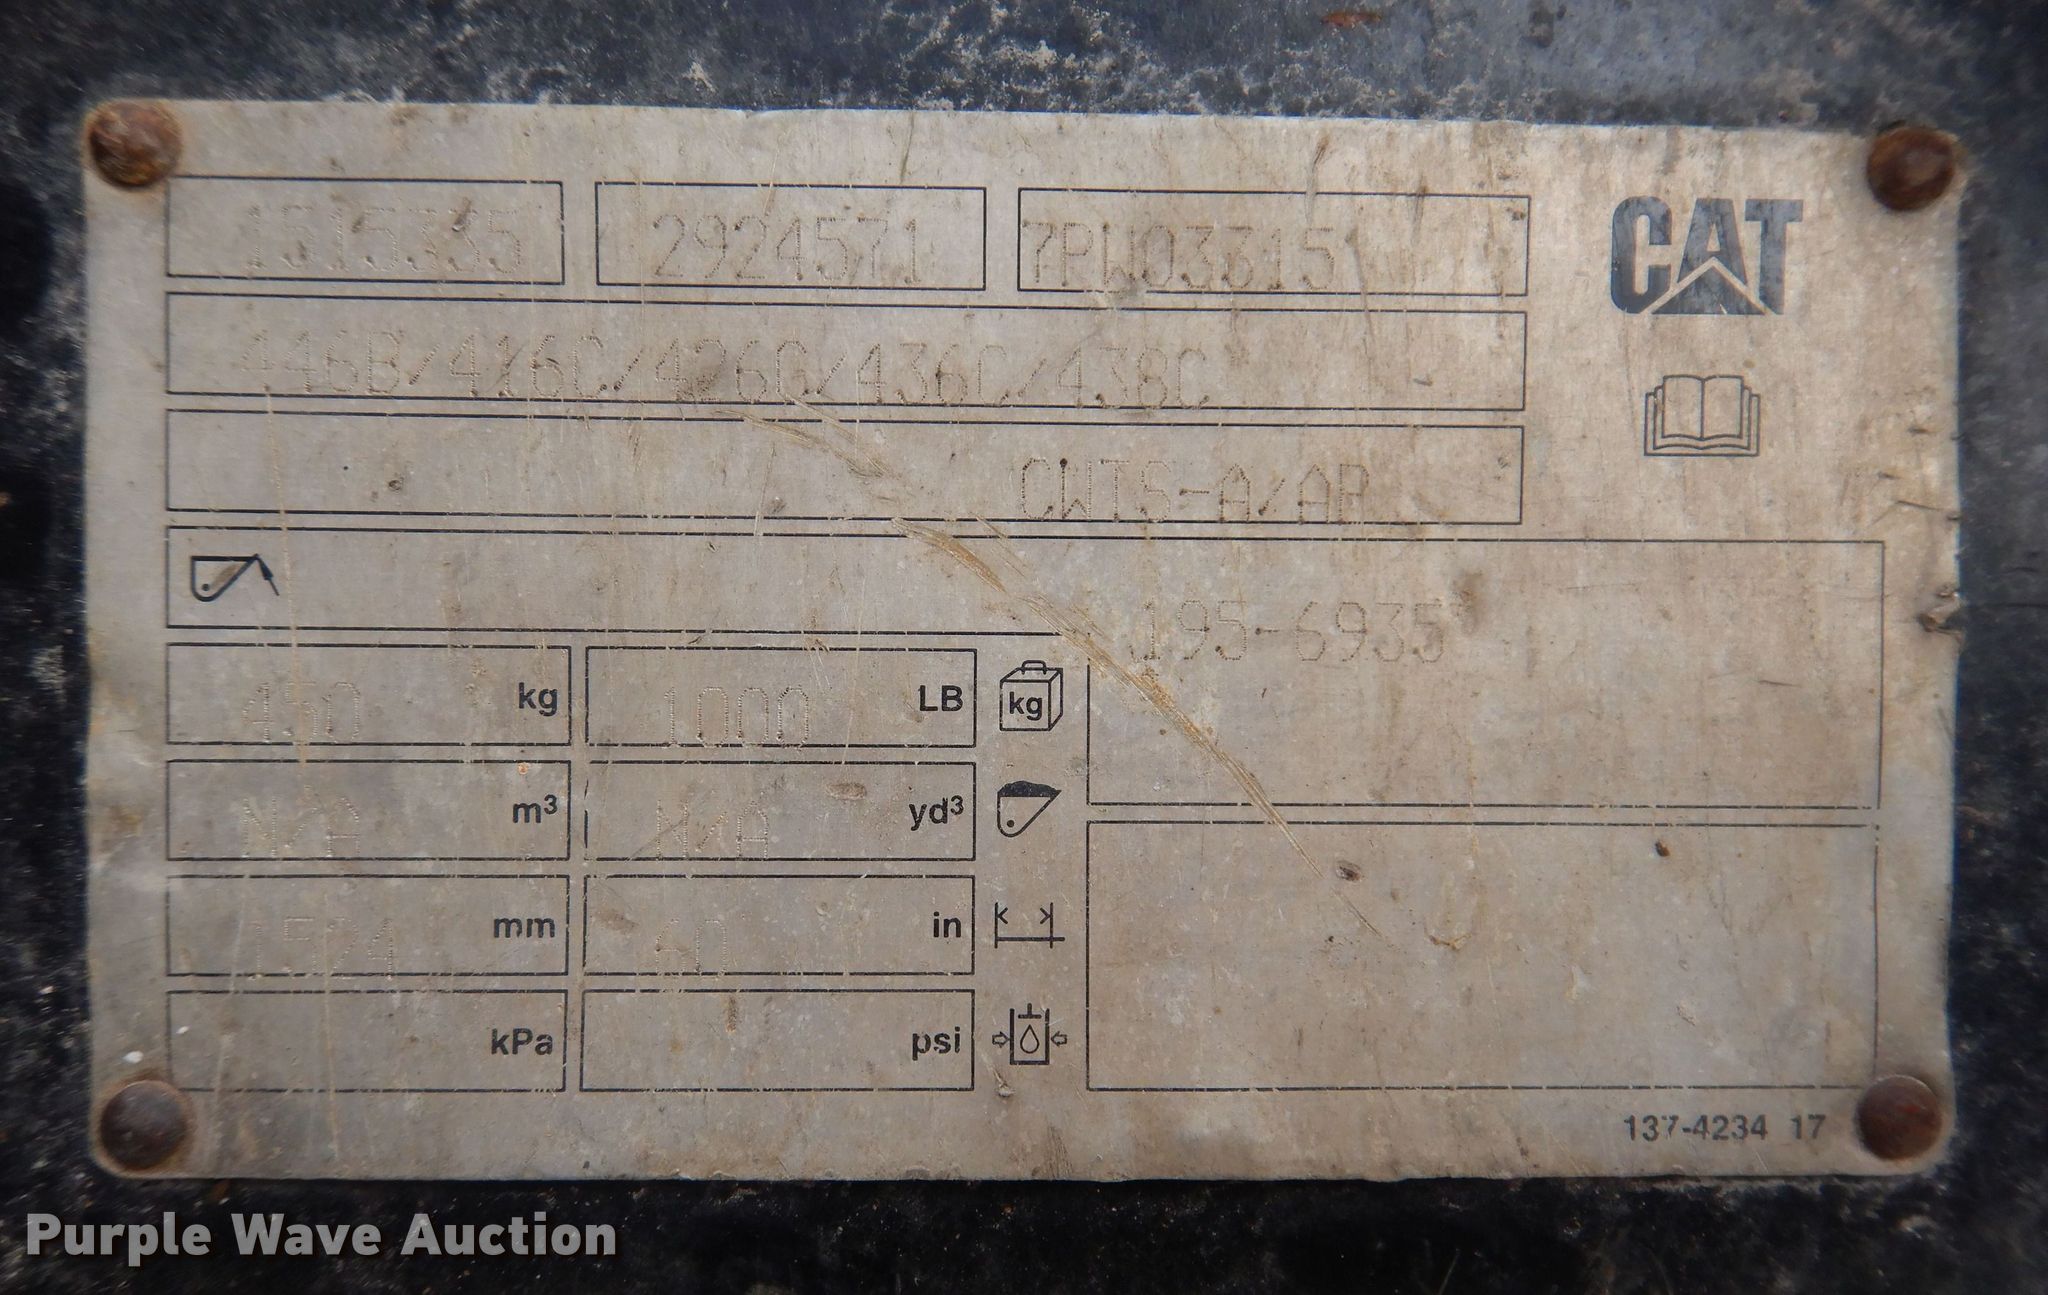 1515335 2924571 7PW03315 CAT
446B/416C/426C/436C/438C
CWTS-A/AP
195-6935
450 kg 1000 LB kg
N/A m³ N/A yd³
1524 mm 60 in
kPa psi
137-4234 17
Purple Wave Auction